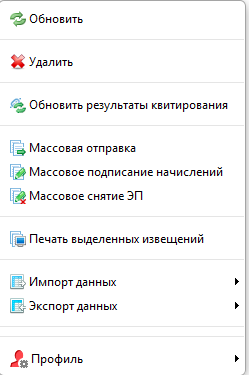 Обновить
Удалить
Обновить результаты квитирования
Массовая отправка
Массовое подписание начислений
Массовое снятие ЭП
Печать выделенных извещений
Импорт данных
Экспорт данных
Профиль